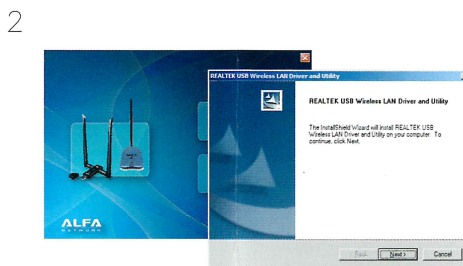 2
REALTEK USB Wireless LAN Driver and Utility
REALTEK USB Wireless LAN Driver and Utility
The InstallShield Wizard will install REALTEK USB
Wireless LAN Driver and Utility on your computer. To
continue, click Next.
ALFA
NETWORK
< Back Next > Cancel